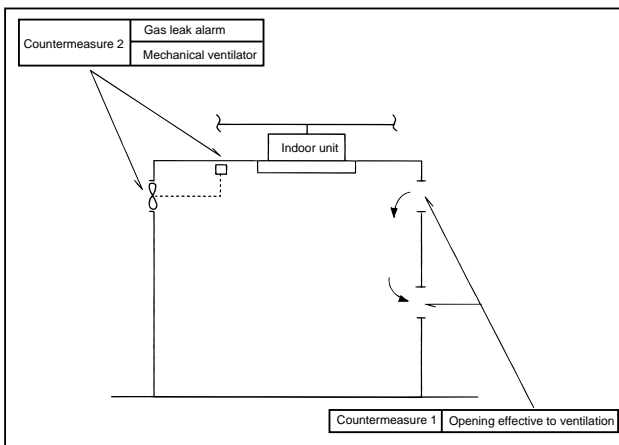 Countermeasure 2
Gas leak alarm
Mechanical ventilator
Indoor unit
Countermeasure 1
Opening effective to ventilation